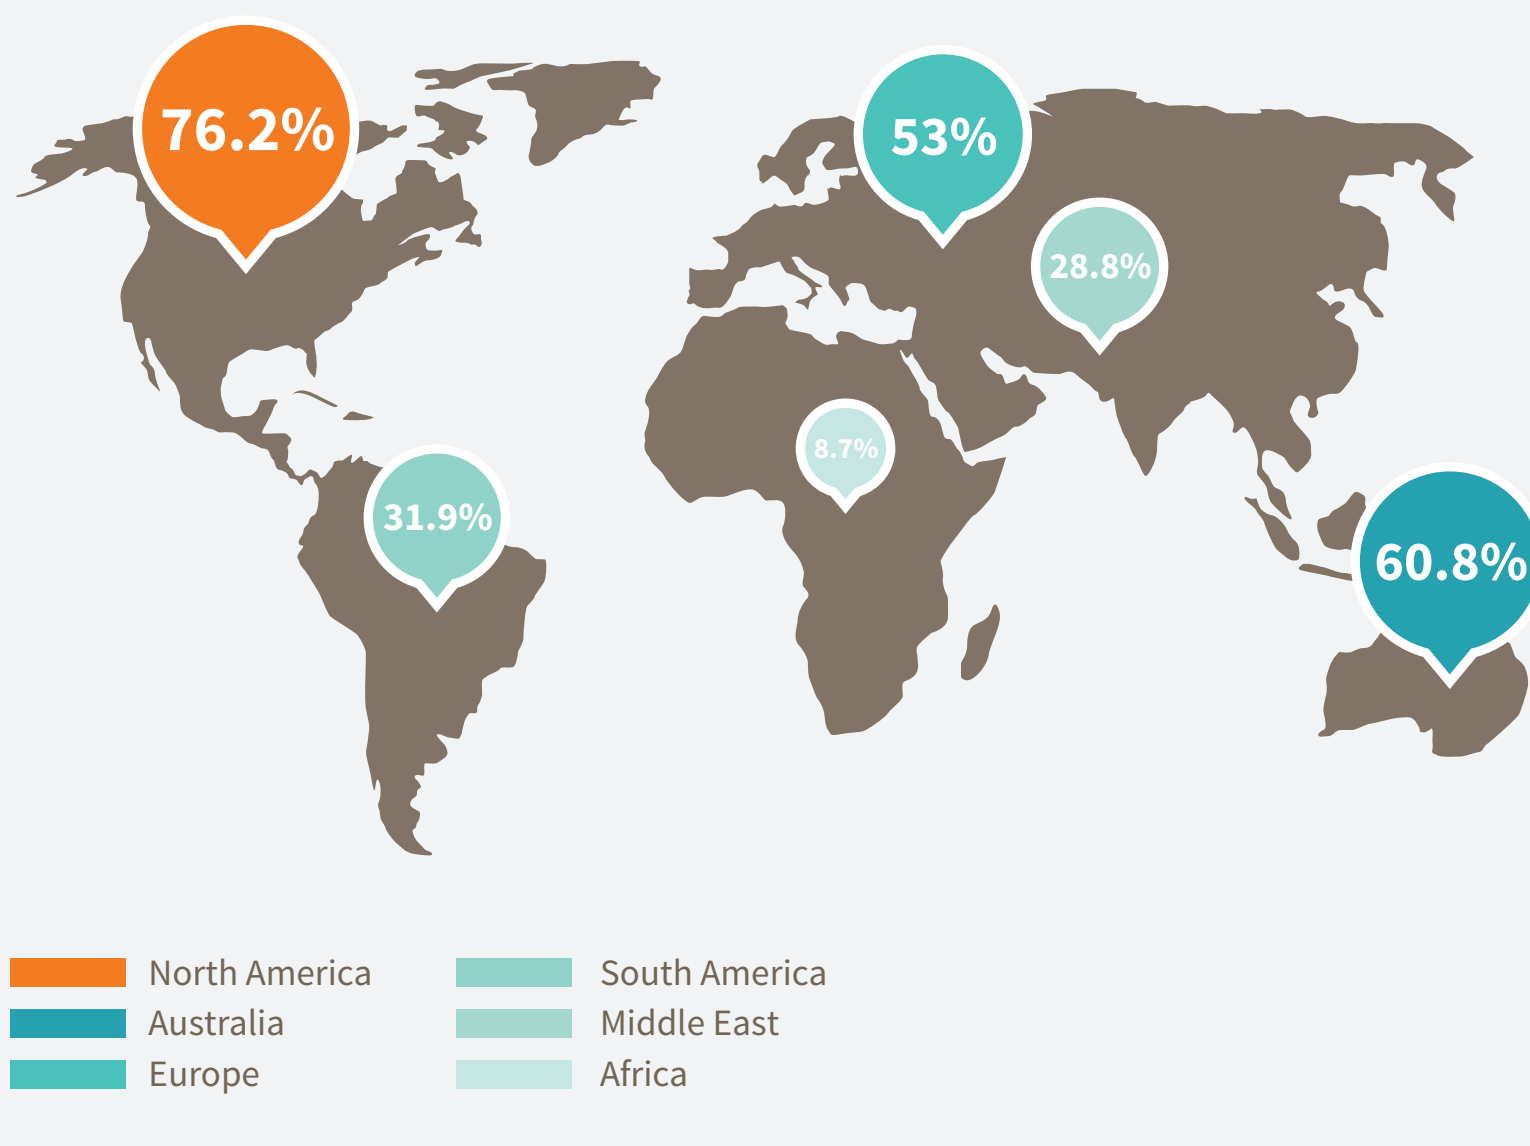 76.2%
53%
28.8%
8.7%
31.9%
60.8%
North America
Australia
Europe
South America
Middle East
Africa